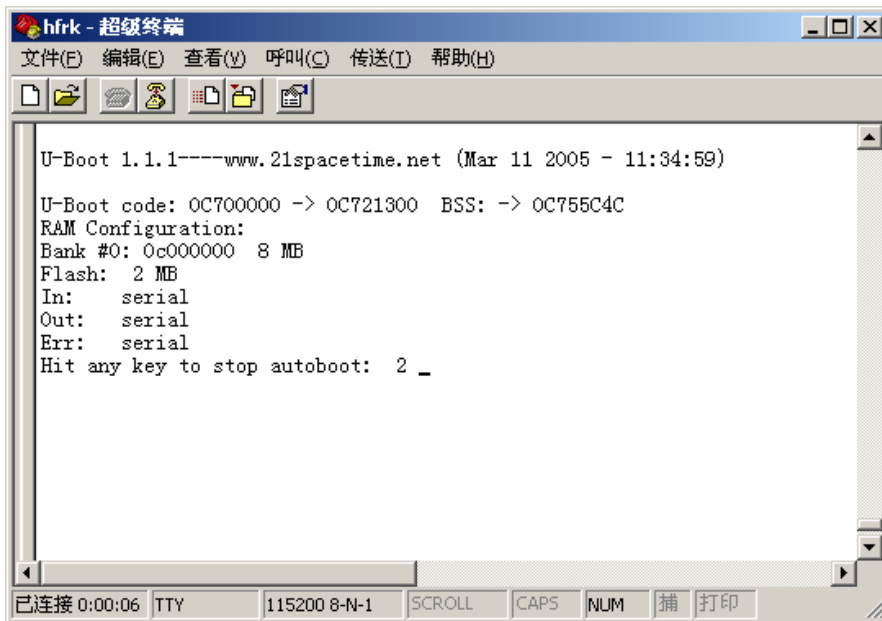 hfrk - 超级终端
文件(F) 编辑(E) 查看(V) 呼叫(C) 传送(T) 帮助(H)
U-Boot 1.1.1----www.21spacetime.net (Mar 11 2005 - 11:34:59)
U-Boot code: 0C700000 -> 0C721300 BSS: -> 0C755C4C
RAM Configuration:
Bank #0: 0c000000 8 MB
Flash: 2 MB
In: serial
Out: serial
Err: serial
Hit any key to stop autoboot: 2 _
已连接 0:00:06 TTY 115200 8-N-1 SCROLL CAPS NUM 捕 打印